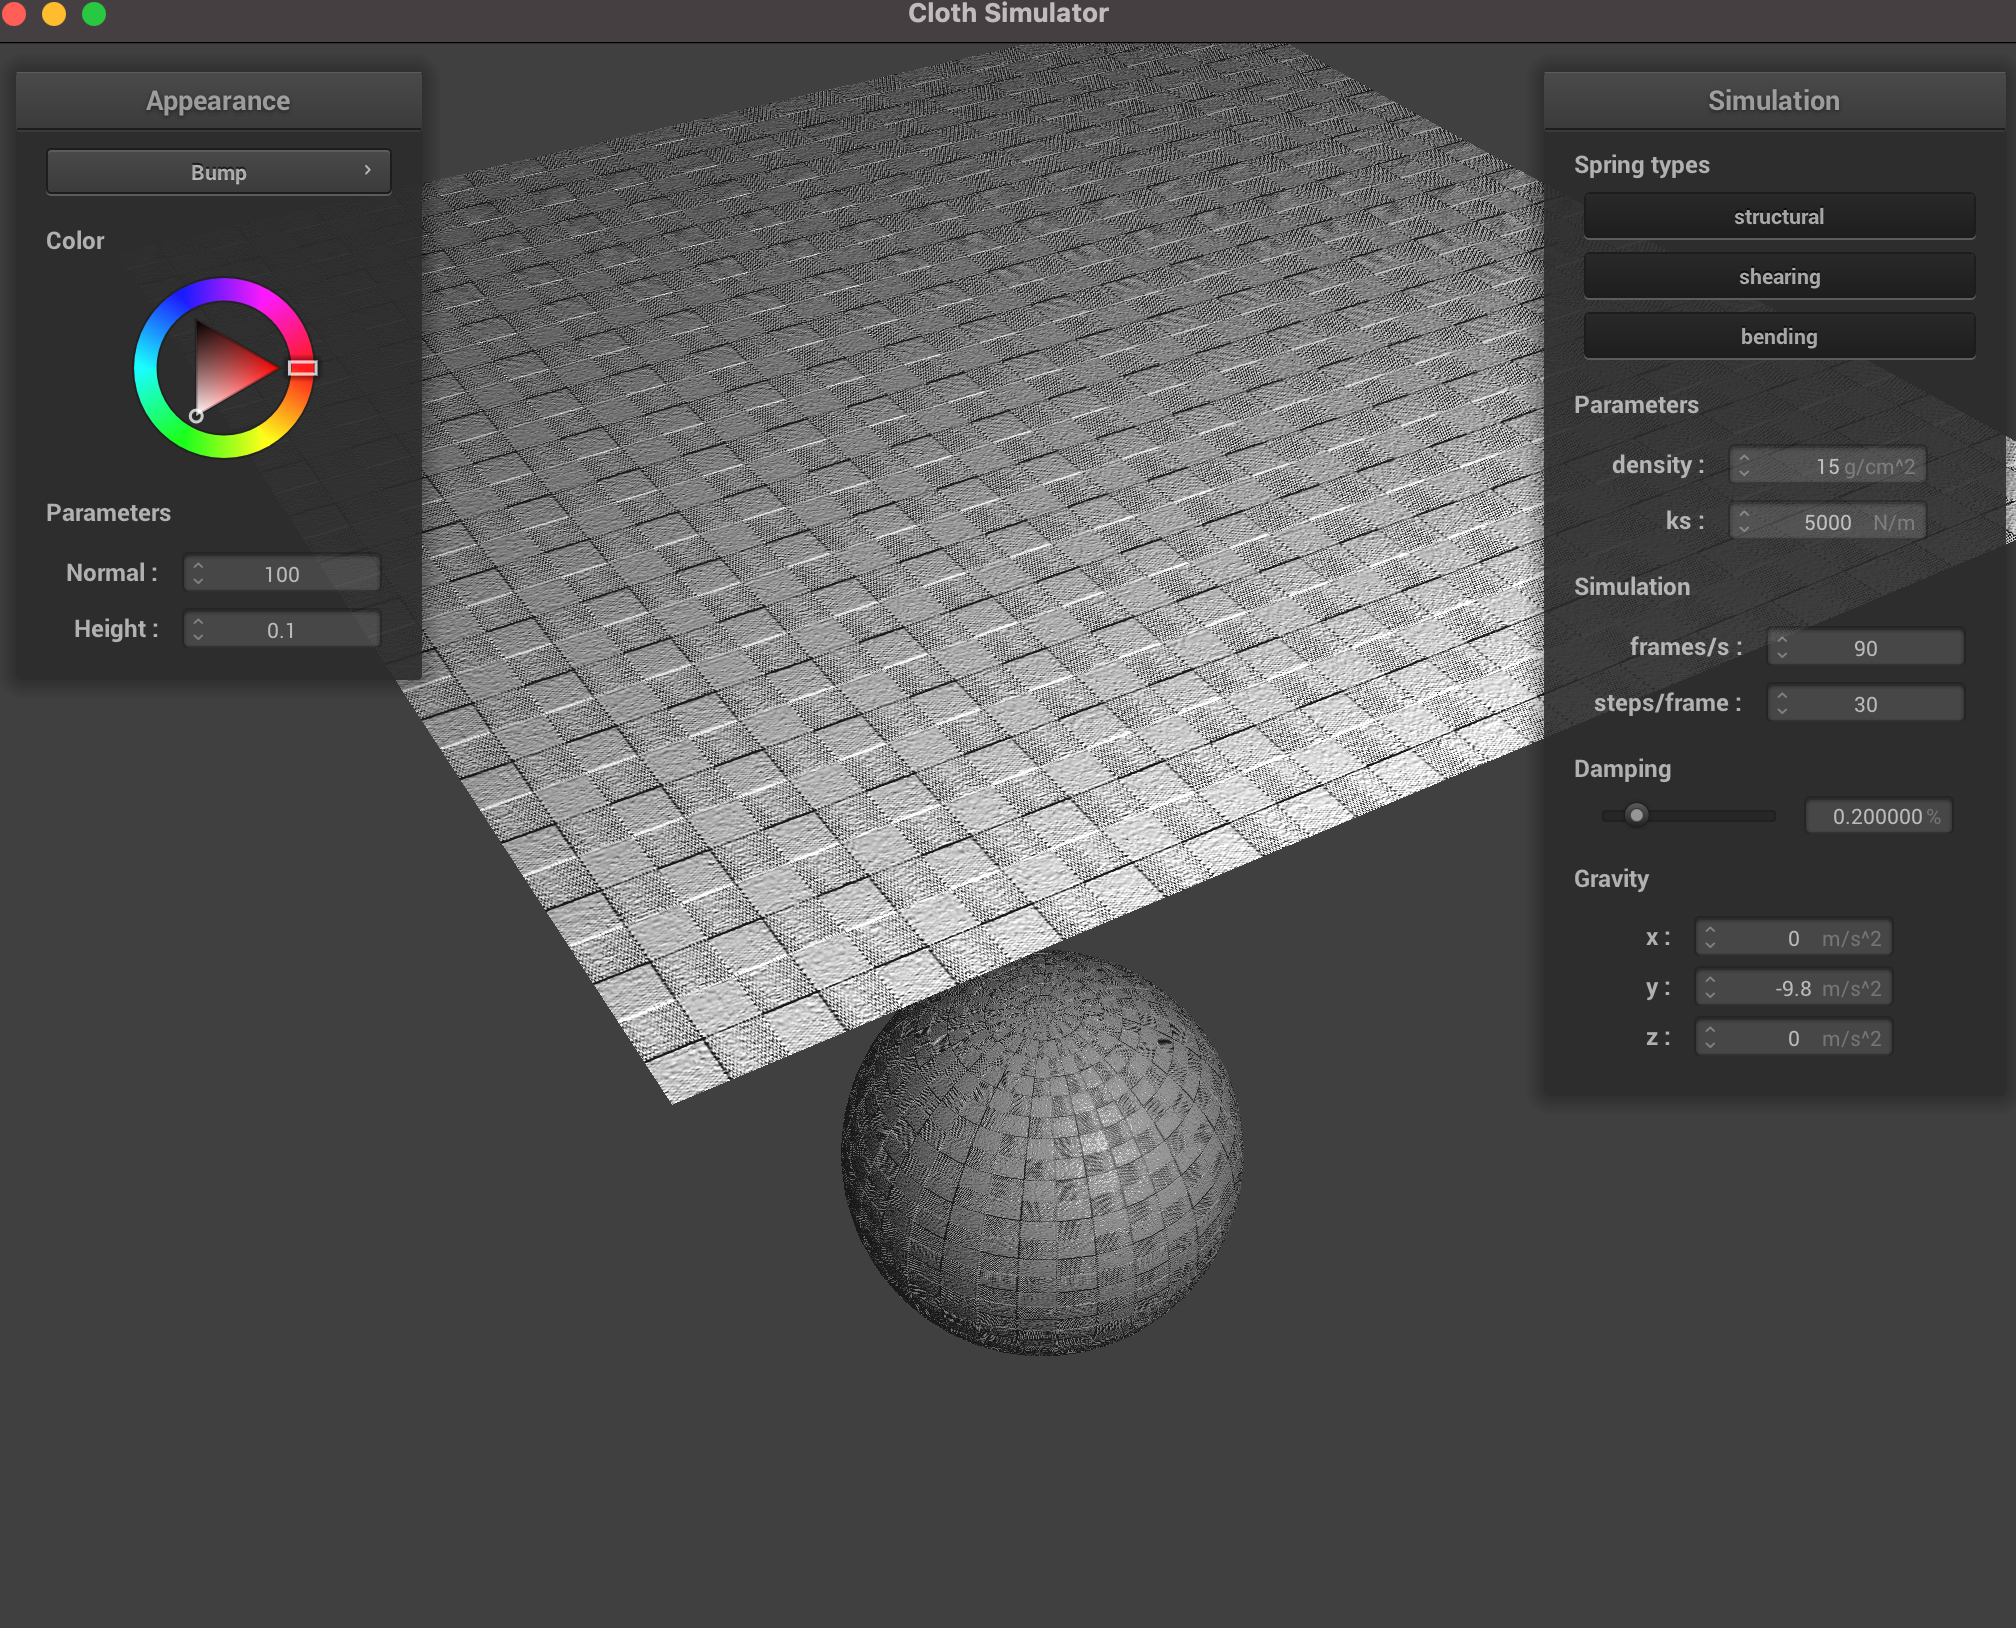 Cloth Simulator
Appearance
Bump
Color
Parameters
Normal : 100
Height : 0.1
Simulation
Spring types
structural
shearing
bending
Parameters
density : 15 g/cm^2
ks : 5000 N/m
Simulation
frames/s : 90
steps/frame : 30
Damping
0.200000 %
Gravity
x : 0 m/s^2
y : -9.8 m/s^2
z : 0 m/s^2